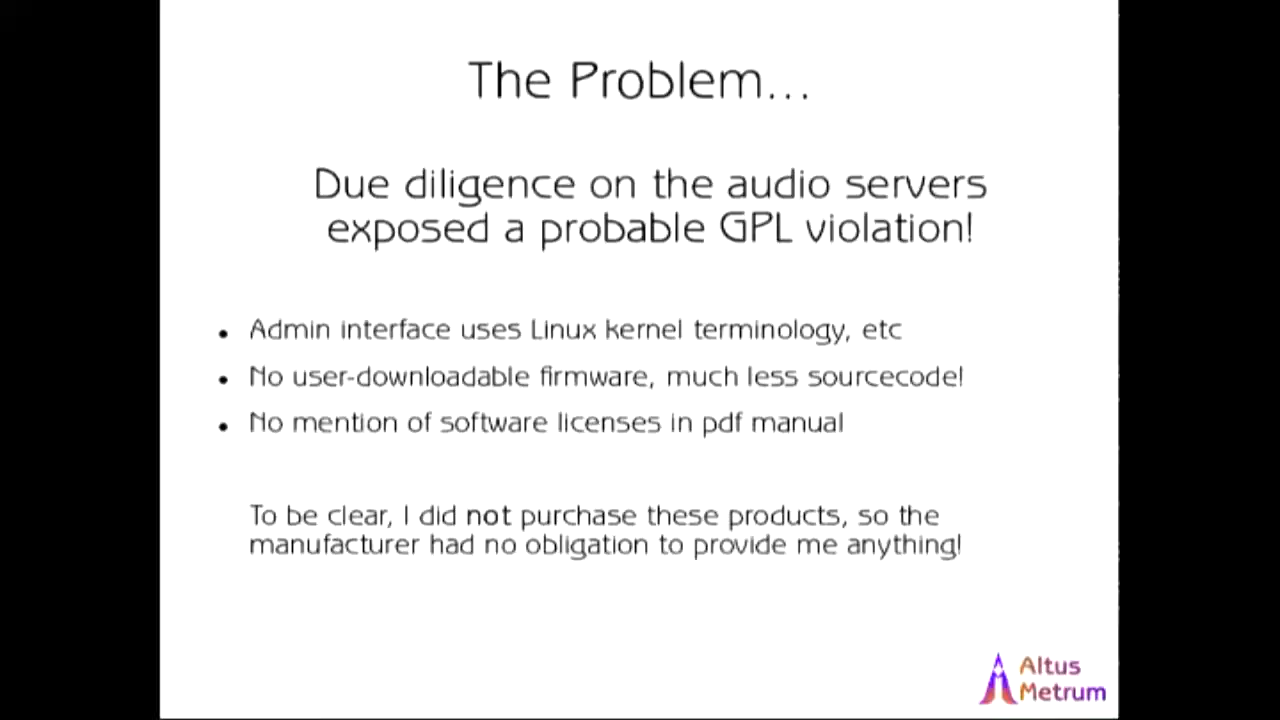 The Problem...
Due diligence on the audio servers
exposed a probable GPL violation!
• Admin interface uses Linux kernel terminology, etc
• No user-downloadable firmware, much less sourcecode!
• No mention of software licenses in pdf manual
To be clear, I did not purchase these products, so the
manufacturer had no obligation to provide me anything!
Altus
Metrum